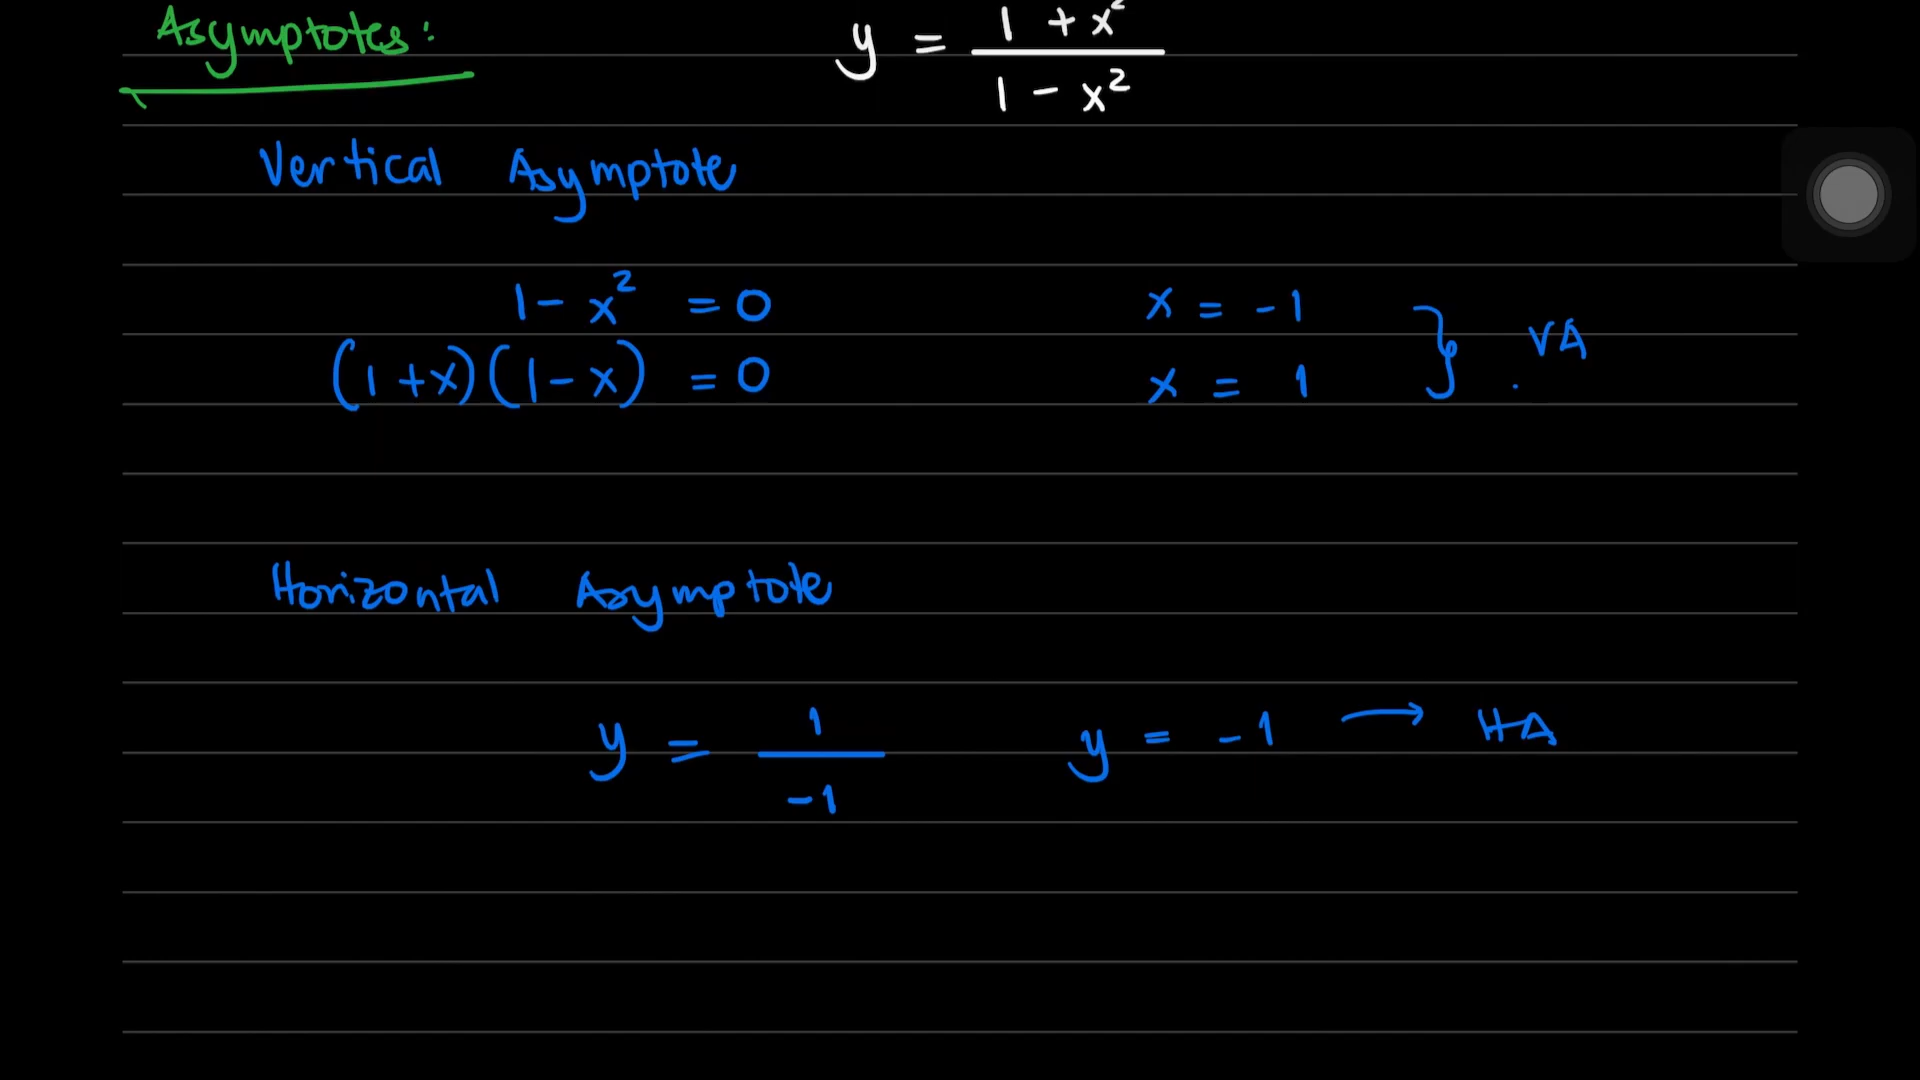 Asymptotes:
y = 1 + x²
1 - x²
Vertical Asymptote
1 - x² = 0
x = -1
(1+x)(1-x) = 0
x = 1
VA
Horizontal Asymptote
y = 1
-1
y = -1 → HA